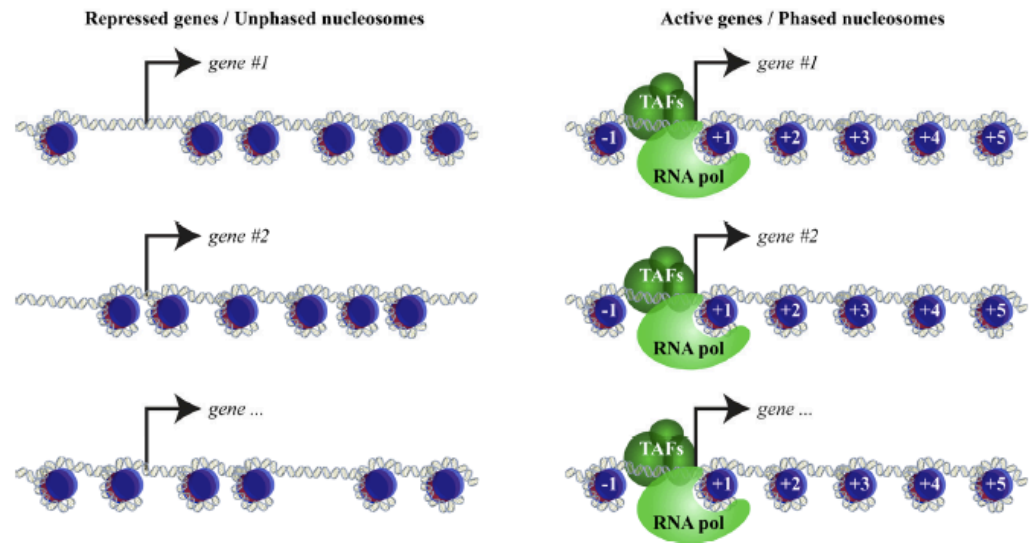 Repressed genes / Unphased nucleosomes
gene #1
gene #2
gene ...
Active genes / Phased nucleosomes
gene #1
TAFs
-1 +1 +2 +3 +4 +5
RNA pol
gene #2
TAFs
-1 +1 +2 +3 +4 +5
RNA pol
gene ...
TAFs
-1 +1 +2 +3 +4 +5
RNA pol